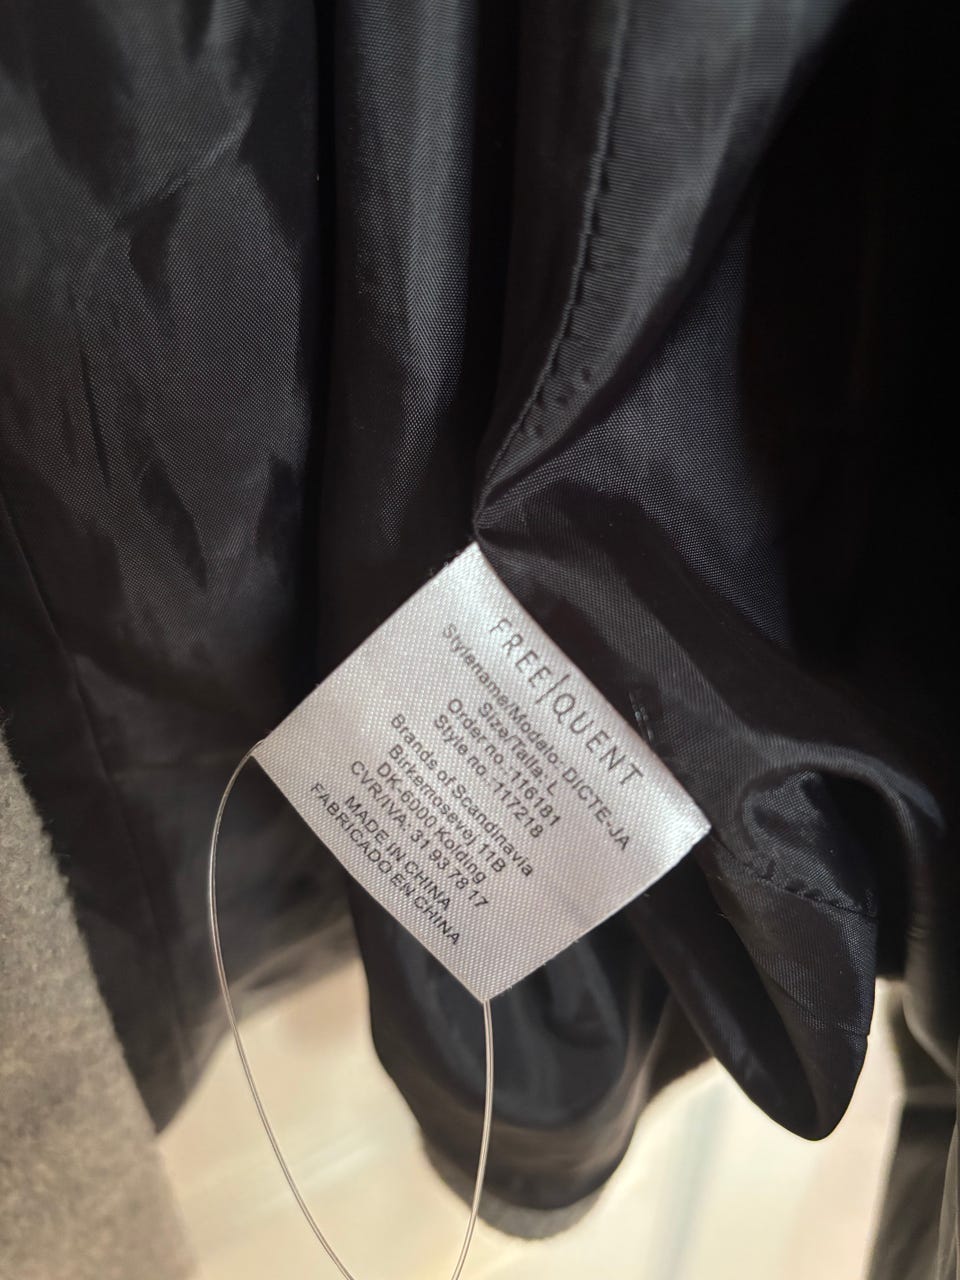 FREE|QUENT
Stylename/Modelo: DICTE-JA
Size/Talla: L
Order no. 116181
Style no. 117218
Brands of Scandinavia
Birkemosevej 11B
DK-6000 Kolding
CVR/IVA. 31 93 78 17
MADE IN CHINA
FABRICADO EN CHINA